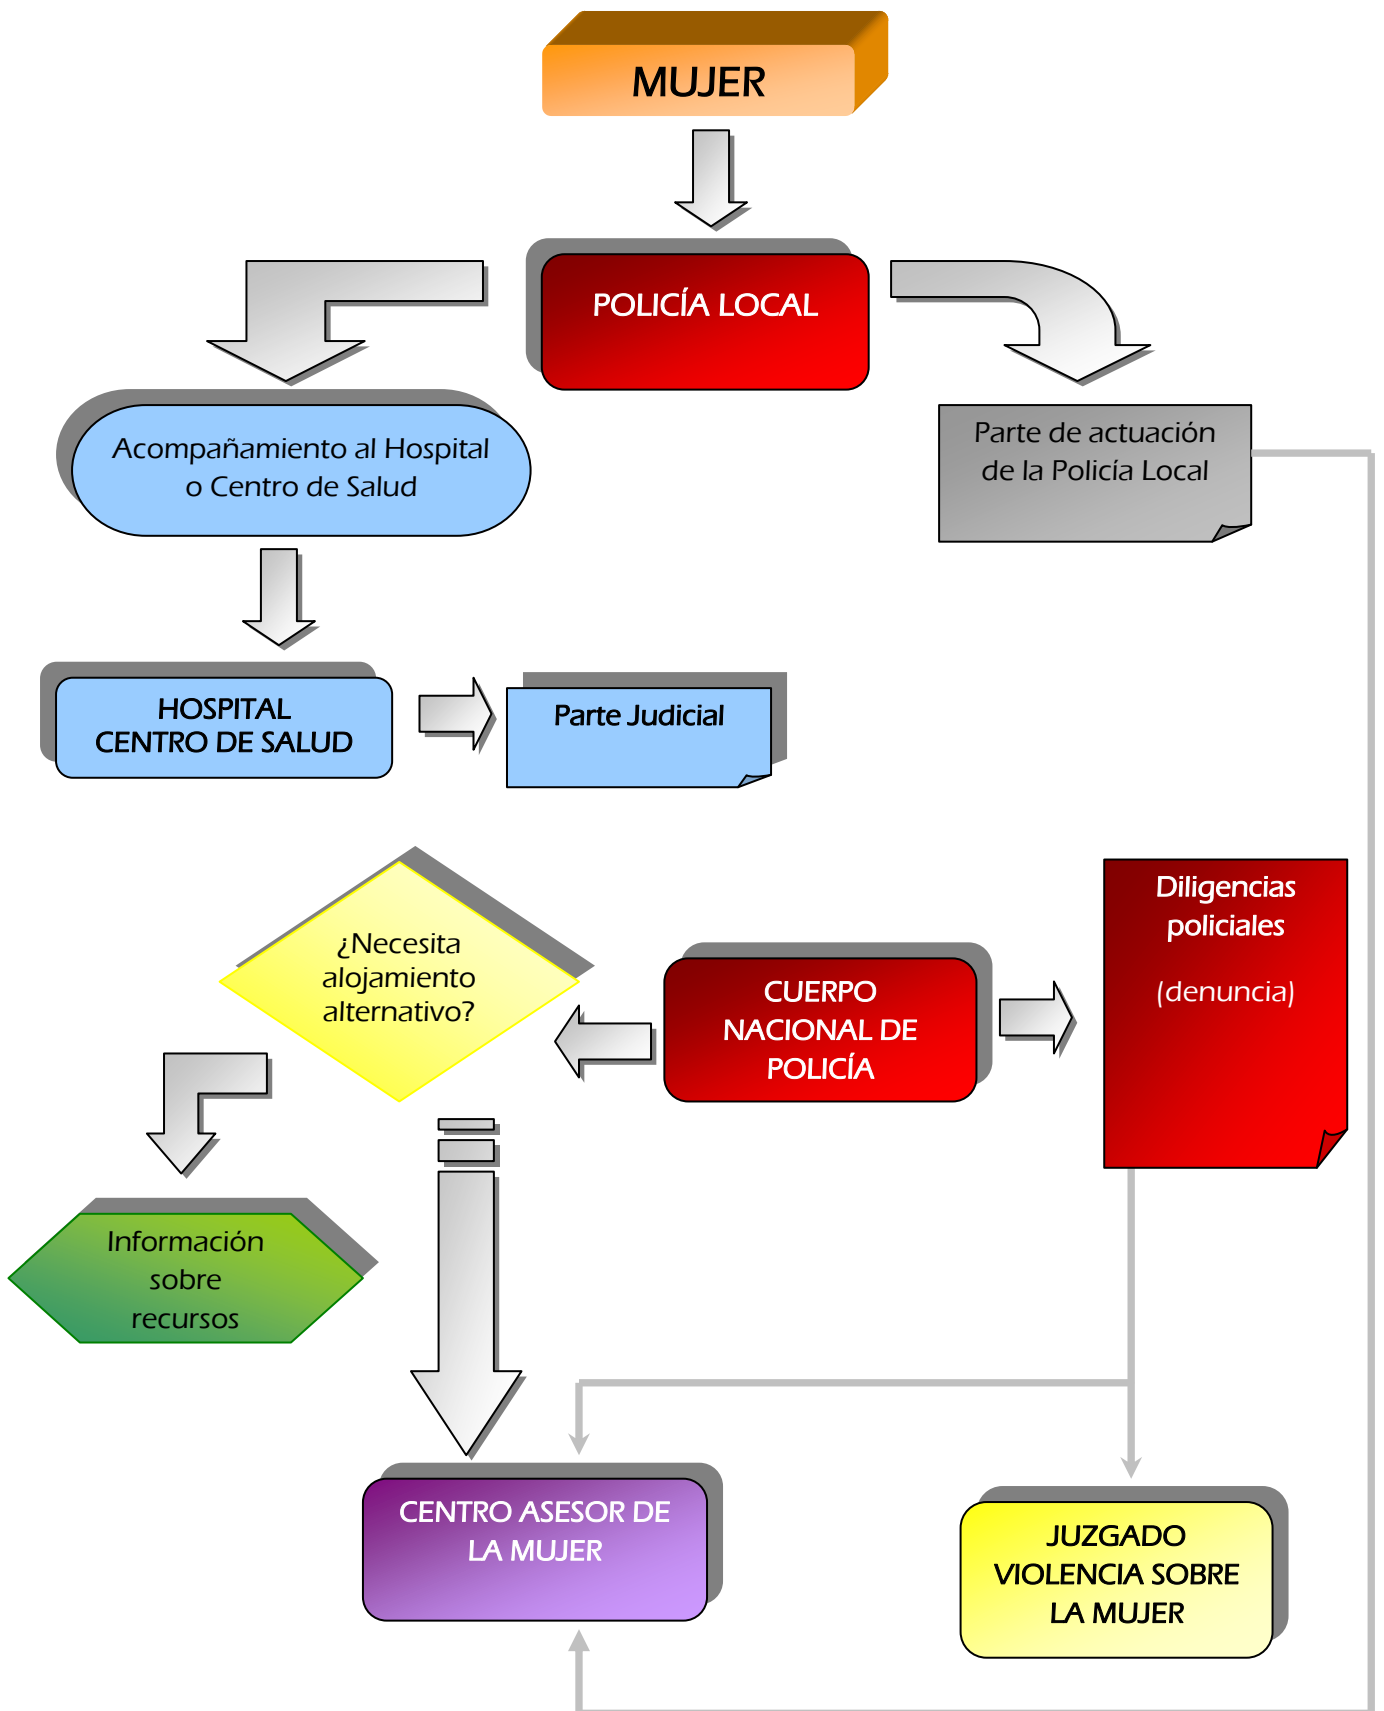 MUJER
POLICÍA LOCAL
Acompañamiento al Hospital
o Centro de Salud
Parte de actuación
de la Policía Local
HOSPITAL
CENTRO DE SALUD
Parte Judicial
¿Necesita
alojamiento
alternativo?
CUERPO
NACIONAL DE
POLICÍA
Diligencias
policiales
(denuncia)
Información
sobre
recursos
CENTRO ASESOR DE
LA MUJER
JUZGADO
VIOLENCIA SOBRE
LA MUJER